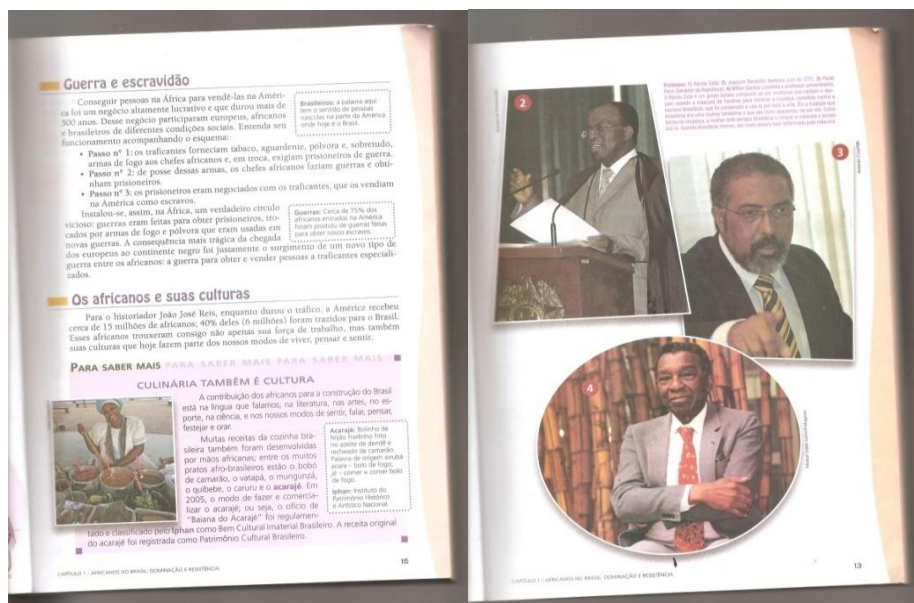 Guerra e escravidão
Conseguir pessoas na África para vendê-las na Améri-
ca foi um negócio altamente lucrativo e que durou mais de
300 anos. Desse negócio participaram europeus, africanos
e brasileiros de diferentes condições sociais. Entenda seu
funcionamento acompanhando o esquema:
Brasileiros: a palavra aqui
tem o sentido de pessoas
nascidas na parte da América
onde hoje é o Brasil.
• Passo nº 1: os traficantes forneciam tabaco, aguardente, pólvora e, sobretudo,
armas de fogo aos chefes africanos e, em troca, exigiam prisioneiros de guerra.
• Passo nº 2: de posse dessas armas, os chefes africanos faziam guerras e obti-
nham prisioneiros.
• Passo nº 3: os prisioneiros eram negociados com os traficantes, que os vendiam
na América como escravos.
Instalou-se, assim, na África, um verdadeiro círculo
vicioso: guerras eram feitas para obter prisioneiros, tro-
cados por armas de fogo e pólvora que eram usadas em
novas guerras. A consequência mais trágica da chegada
dos europeus ao continente negro foi justamente o surgimento de um novo tipo de
guerra entre os africanos: a guerra para obter e vender pessoas a traficantes especiali-
zados.
Guerras: Cerca de 75% dos
africanos entrados na América
foram produto de guerras feitas
para obter novos escravos.
Os africanos e suas culturas
Para o historiador João José Reis, enquanto durou o tráfico, a América recebeu
cerca de 15 milhões de africanos; 40% deles (6 milhões) foram trazidos para o Brasil.
Esses africanos trouxeram consigo não apenas sua força de trabalho, mas também
suas culturas que hoje fazem parte dos nossos modos de viver, pensar e sentir.
PARA SABER MAIS PARA SABER MAIS PARA SABER MAIS
CULINÁRIA TAMBÉM É CULTURA
A contribuição dos africanos para a construção do Brasil
está na língua que falamos; na literatura, nas artes, no es-
porte, na ciência, e nos nossos modos de sentir, falar, pensar,
festejar e orar.
Muitas receitas da cozinha bra-
sileira também foram desenvolvidas
por mãos africanas; entre os muitos
pratos afro-brasileiros estão o bobó
de camarão, o vatapá, o mungunzá,
o quibebe, o caruru e o acarajé. Em
2005, o modo de fazer e comercia-
lizar o acarajé; ou seja, o ofício de
"Baiana do Acarajé" foi regulamen-
tado e classificado pelo Iphan como Bem Cultural Imaterial Brasileiro. A receita original
do acarajé foi registrada como Patrimônio Cultural Brasileiro.
Acarajé: Bolinho de
feijão fradinho frito
no azeite de dendê e
recheado de camarão.
Palavra de origem iorubá
acara – bolo de fogo,
jé – comer = comer bolo
de fogo.
Iphan: Instituto do
Patrimônio Histórico
e Artístico Nacional.
15
CAPÍTULO 1 - AFRICANOS NO BRASIL: DOMINAÇÃO E RESISTÊNCIA
2
3
4
13
CAPÍTULO 1 - AFRICANOS NO BRASIL: DOMINAÇÃO E RESISTÊNCIA